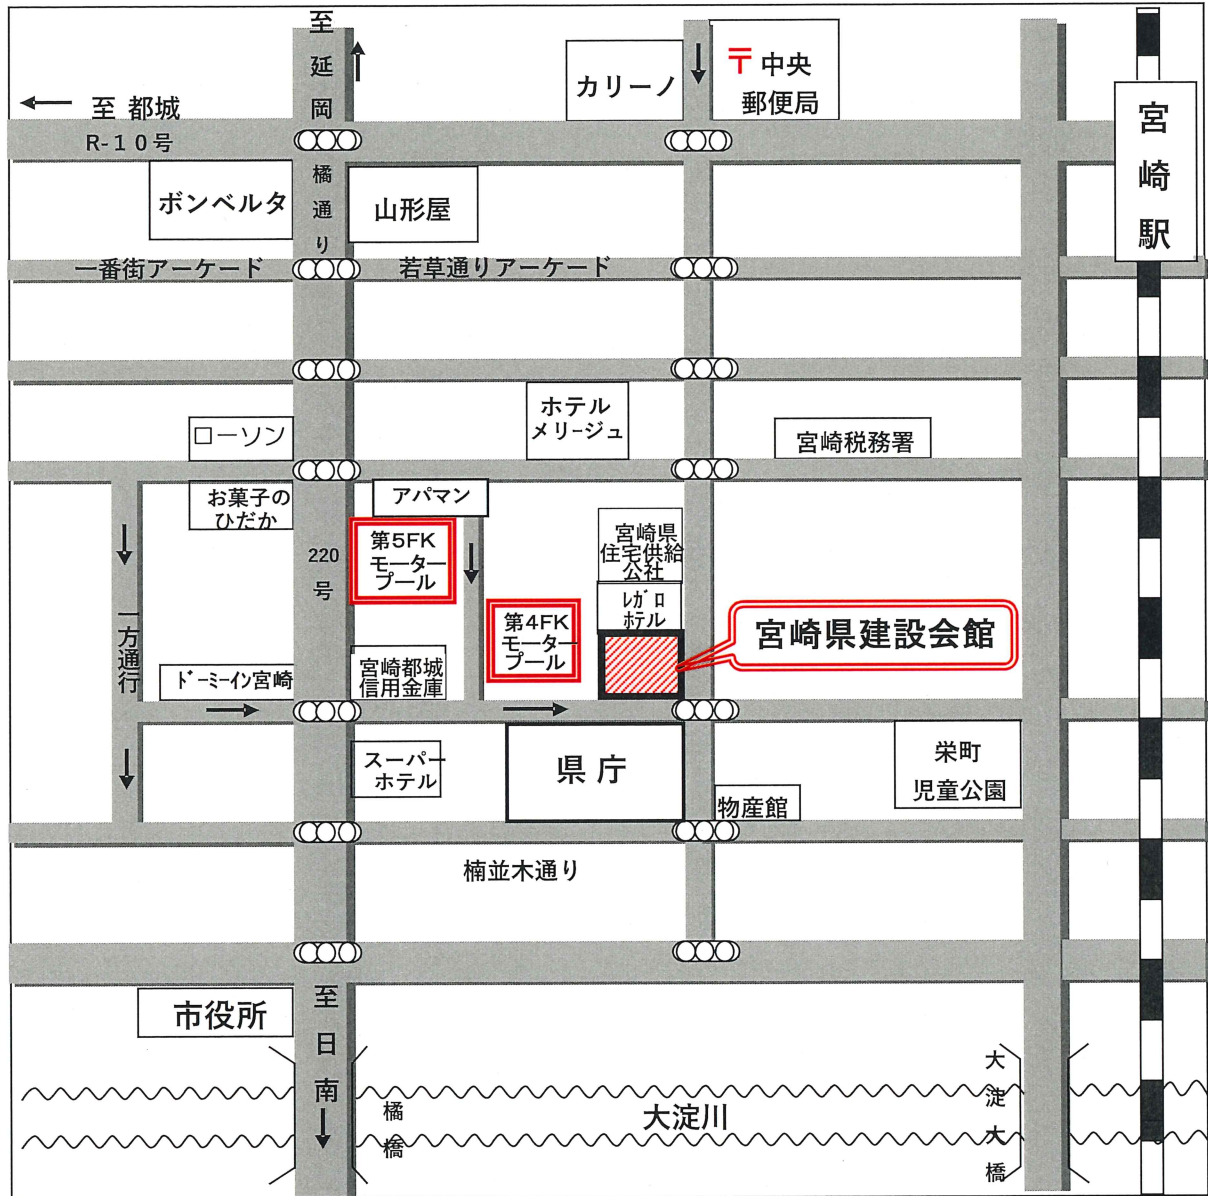 至延岡
カリーノ
〒中央
郵便局
至 都城
R-10号
宮崎駅
橘通り
ボンベルタ
山形屋
一番街アーケード
若草通りアーケード
ホテル
メリージュ
ローソン
宮崎税務署
お菓子の
ひだか
アパマン
第5FK
モーター
プール
220号
宮崎県
住宅供給
公社
レガロ
ホテル
第4FK
モーター
プール
宮崎県建設会館
一方通行
ドーミーイン宮崎
宮崎都城
信用金庫
スーパー
ホテル
県庁
栄町
児童公園
物産館
楠並木通り
市役所
至日南
橘橋
大淀川
大淀大橋